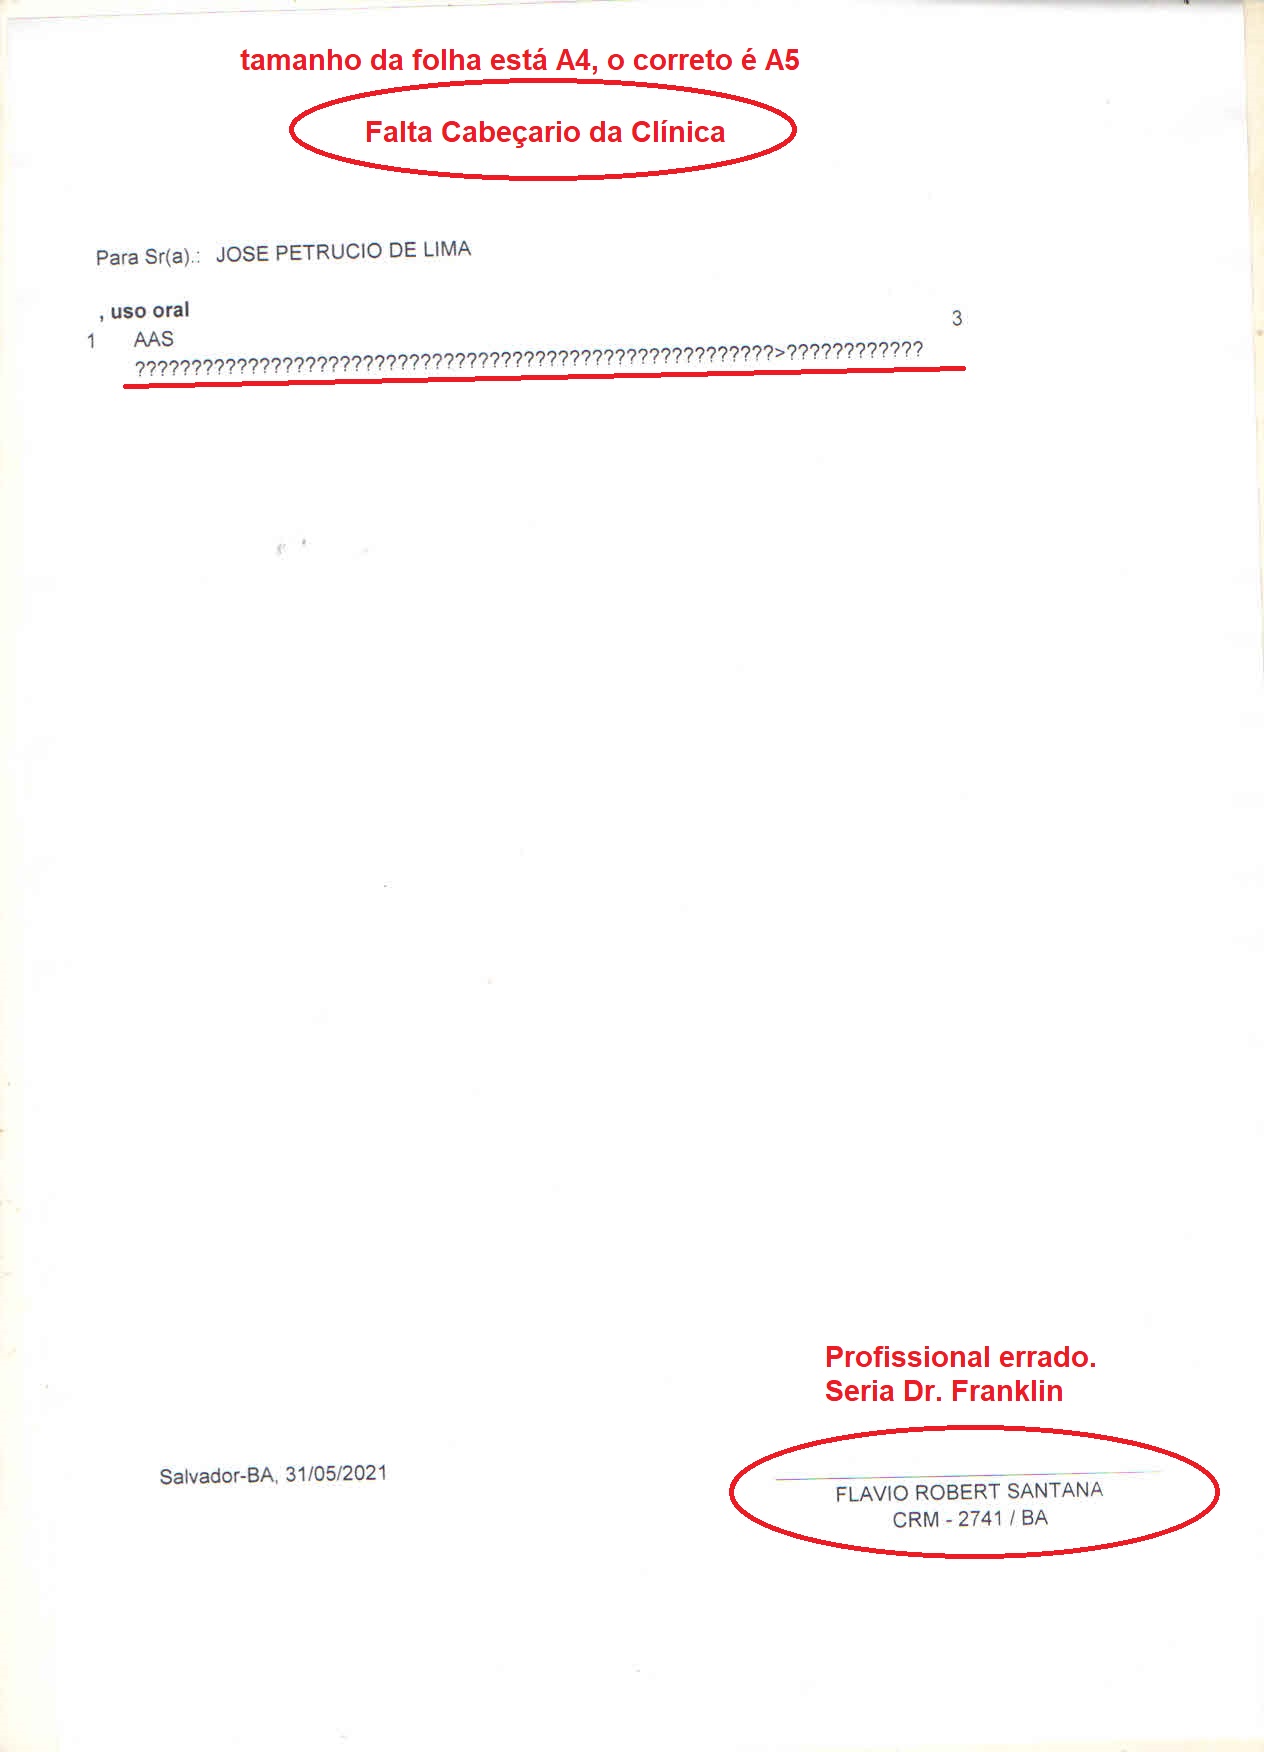 tamanho da folha está A4, o correto é A5
Falta Cabeçario da Clínica
Para Sr(a).: JOSE PETRUCIO DE LIMA
, uso oral
1 AAS 3
????????????????????????????????????????????????????????>????????????
Profissional errado.
Seria Dr. Franklin
Salvador-BA, 31/05/2021
FLAVIO ROBERT SANTANA
CRM - 2741 / BA